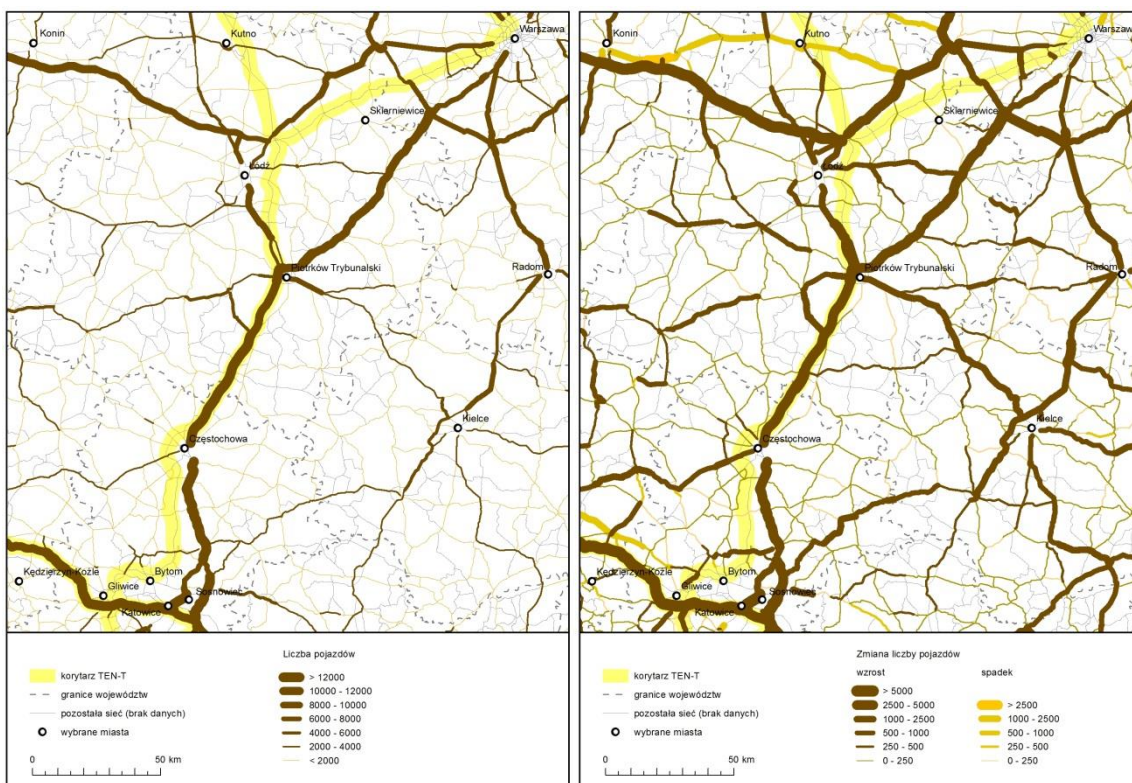 Konin
Kutno
Warszawa
Skierniewice
Łódź
Piotrków Trybunalski
Radom
Kielce
Częstochowa
Kędzierzyn-Koźle
Bytom
Gliwice
Katowice
Sosnowiec
korytarz TEN-T
granice województw
pozostała sieć (brak danych)
wybrane miasta
0 50 km
Liczba pojazdów
> 12000
10000 - 12000
8000 - 10000
6000 - 8000
4000 - 6000
2000 - 4000
< 2000
Konin
Kutno
Warszawa
Skierniewice
Łódź
Piotrków Trybunalski
Radom
Kielce
Częstochowa
Kędzierzyn-Koźle
Bytom
Gliwice
Katowice
Sosnowiec
korytarz TEN-T
granice województw
pozostała sieć (brak danych)
wybrane miasta
0 50 km
Zmiana liczby pojazdów
wzrost spadek
> 5000 > 2500
2500 - 5000 1000 - 2500
1000 - 2500 500 - 1000
500 - 1000 250 - 500
250 - 500 0 - 250
0 - 250